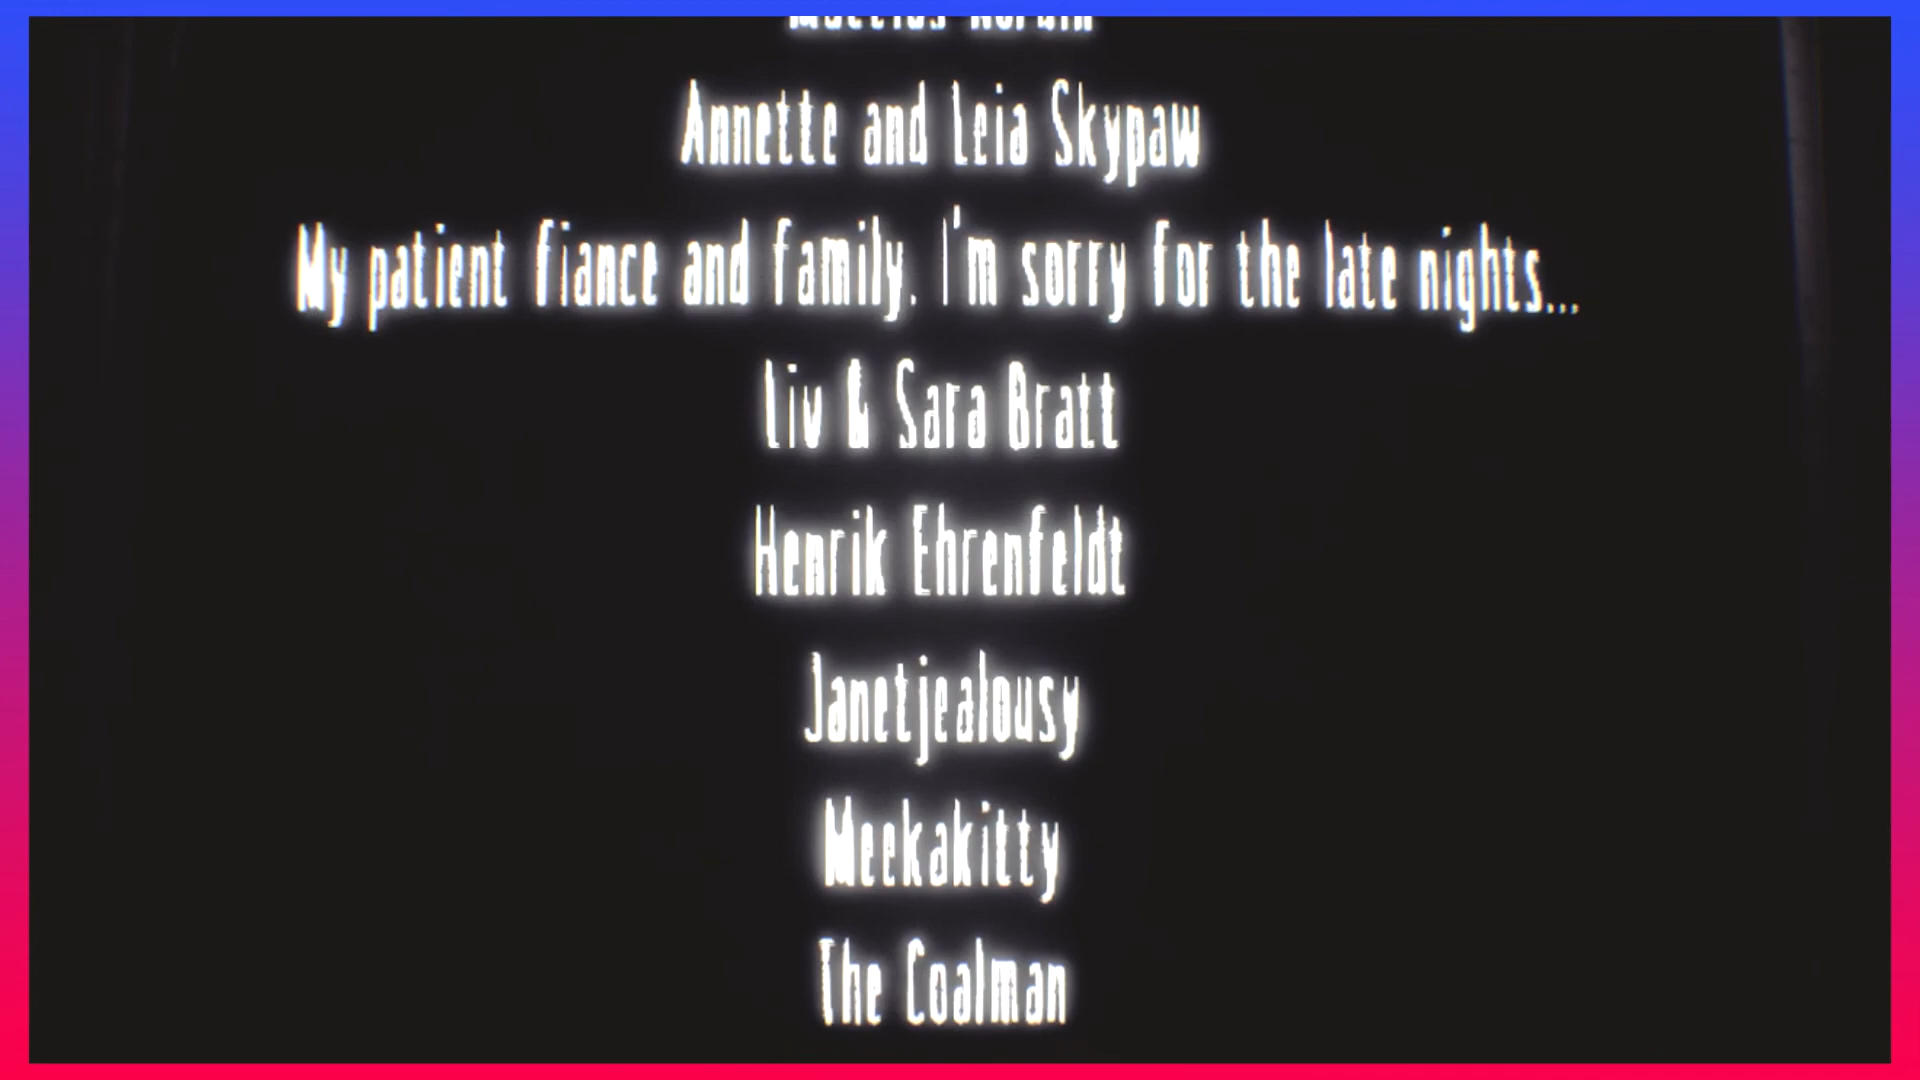 Annette and Leia Skypaw
My patient fiance and family. I'm sorry for the late nights...
Liv & Sara Bratt
Henrik Ehrenfeldt
Janetjealousy
Meekakitty
The Coalman